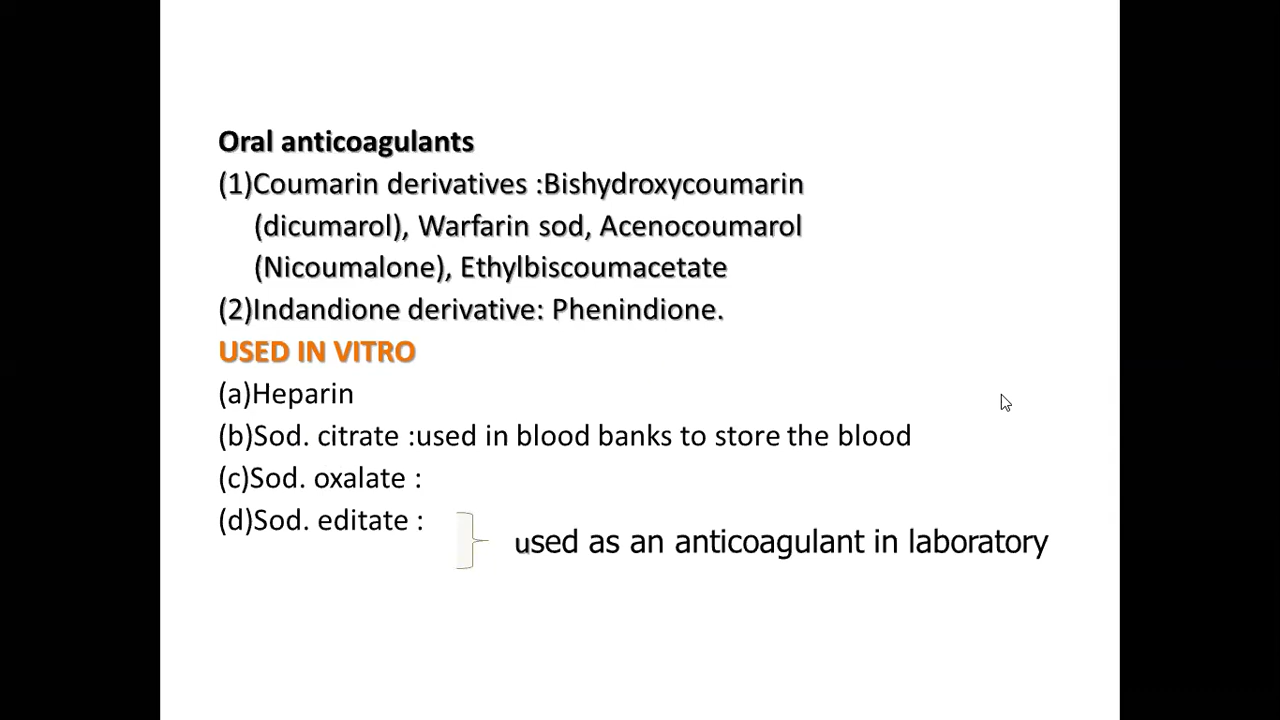 Oral anticoagulants
(1)Coumarin derivatives :Bishydroxycoumarin
(dicumarol), Warfarin sod, Acenocoumarol
(Nicoumalone), Ethylbiscoumacetate
(2)Indandione derivative: Phenindione.
USED IN VITRO
(a)Heparin
(b)Sod. citrate :used in blood banks to store the blood
(c)Sod. oxalate :
(d)Sod. editate :
used as an anticoagulant in laboratory